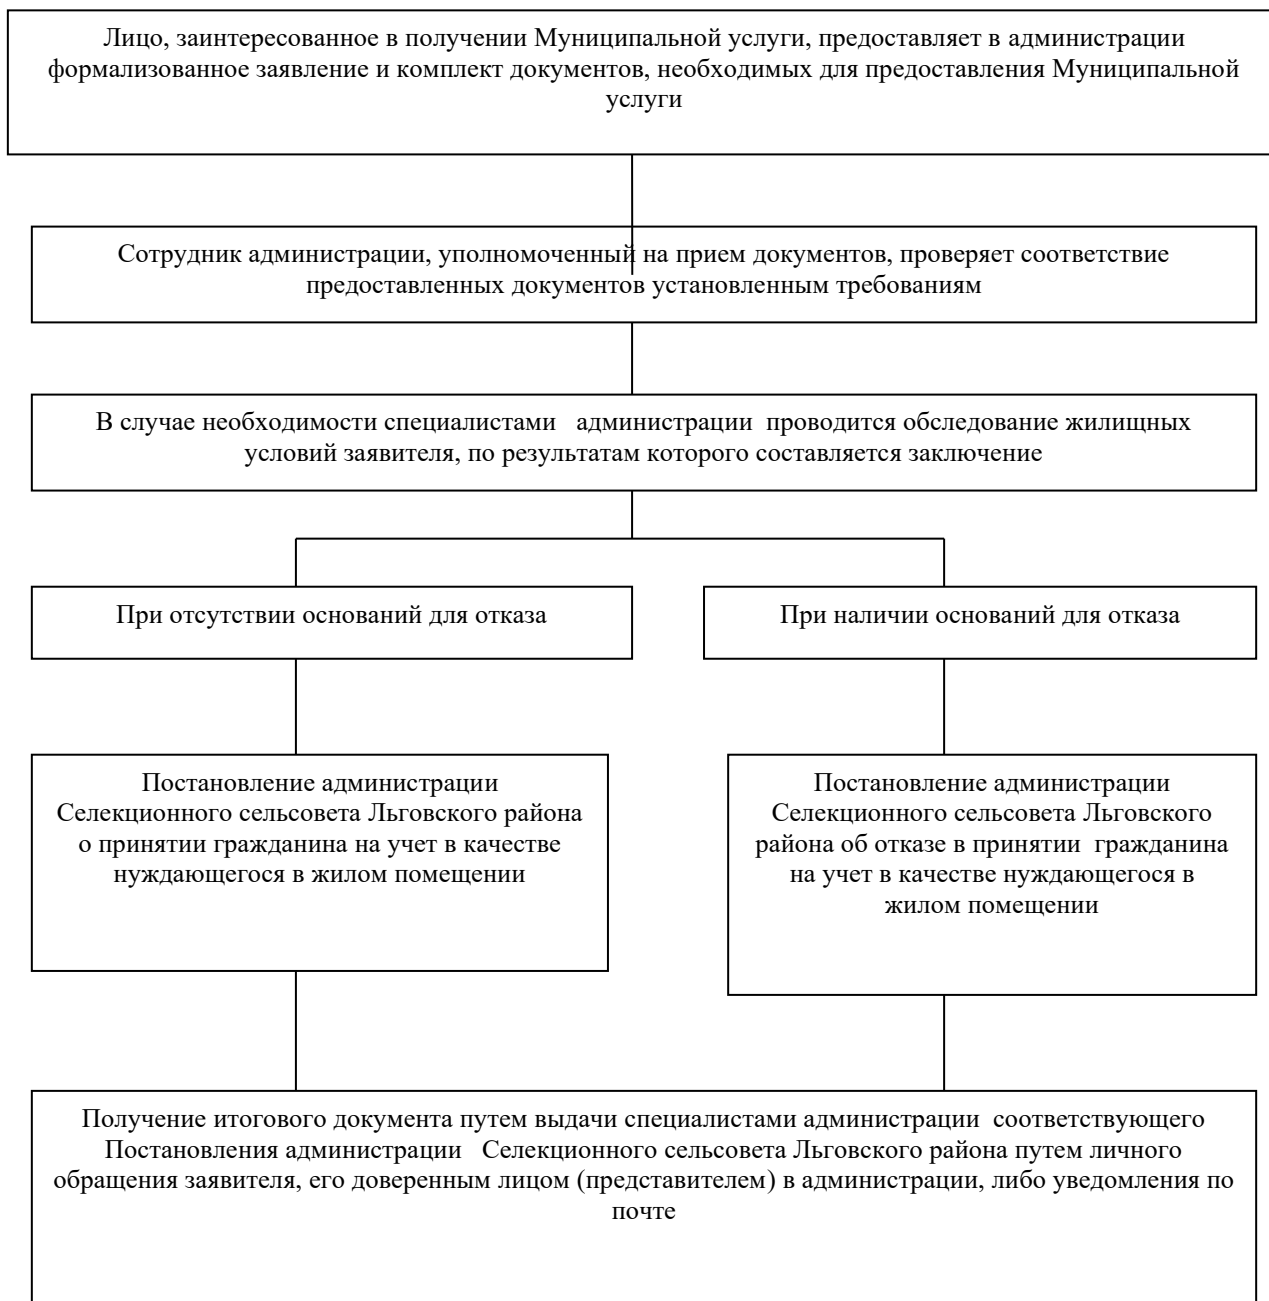 Лицо, заинтересованное в получении Муниципальной услуги, предоставляет в администрации
формализованное заявление и комплект документов, необходимых для предоставления Муниципальной
услуги
Сотрудник администрации, уполномоченный на прием документов, проверяет соответствие
предоставленных документов установленным требованиям
В случае необходимости специалистами администрации проводится обследование жилищных
условий заявителя, по результатам которого составляется заключение
При отсутствии оснований для отказа
При наличии оснований для отказа
Постановление администрации
Селекционного сельсовета Льговского района
о принятии гражданина на учет в качестве
нуждающегося в жилом помещении
Постановление администрации
Селекционного сельсовета Льговского
района об отказе в принятии гражданина
на учет в качестве нуждающегося в
жилом помещении
Получение итогового документа путем выдачи специалистами администрации соответствующего
Постановления администрации Селекционного сельсовета Льговского района путем личного
обращения заявителя, его доверенным лицом (представителем) в администрации, либо уведомления по
почте